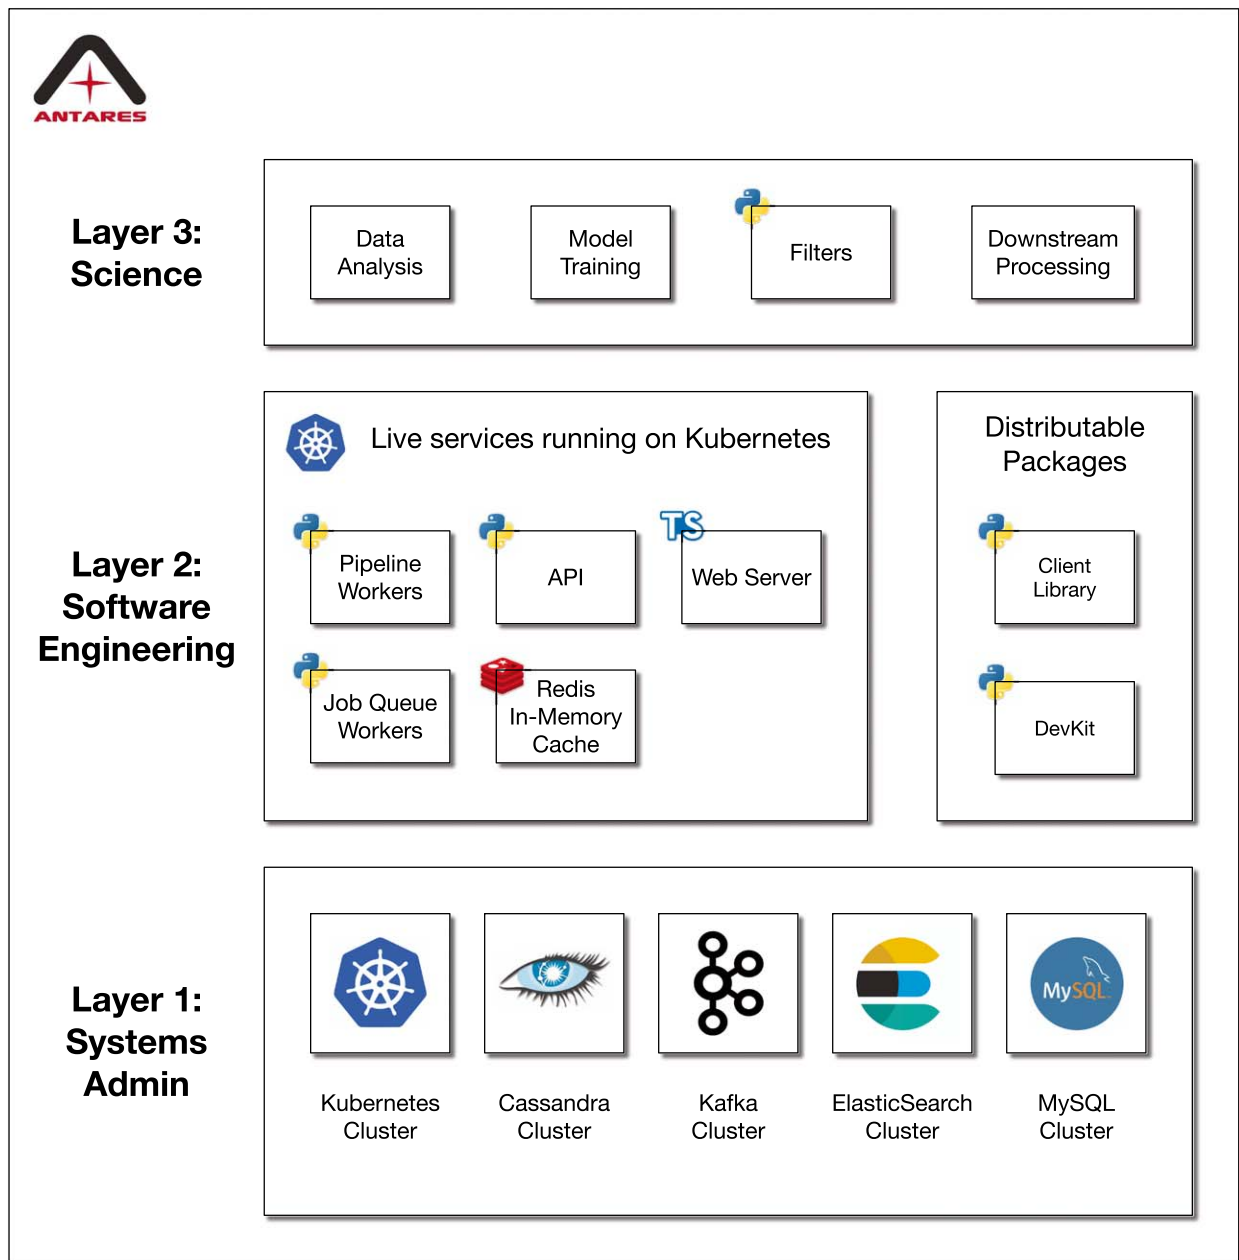 ANTARES
Layer 3:
Science
Data
Analysis
Model
Training
Filters
Downstream
Processing
Layer 2:
Software
Engineering
Live services running on Kubernetes
Pipeline
Workers
API
TS
Web Server
Job Queue
Workers
Redis
In-Memory
Cache
Distributable
Packages
Client
Library
DevKit
Layer 1:
Systems
Admin
MySQL
Kubernetes
Cluster
Cassandra
Cluster
Kafka
Cluster
ElasticSearch
Cluster
MySQL
Cluster